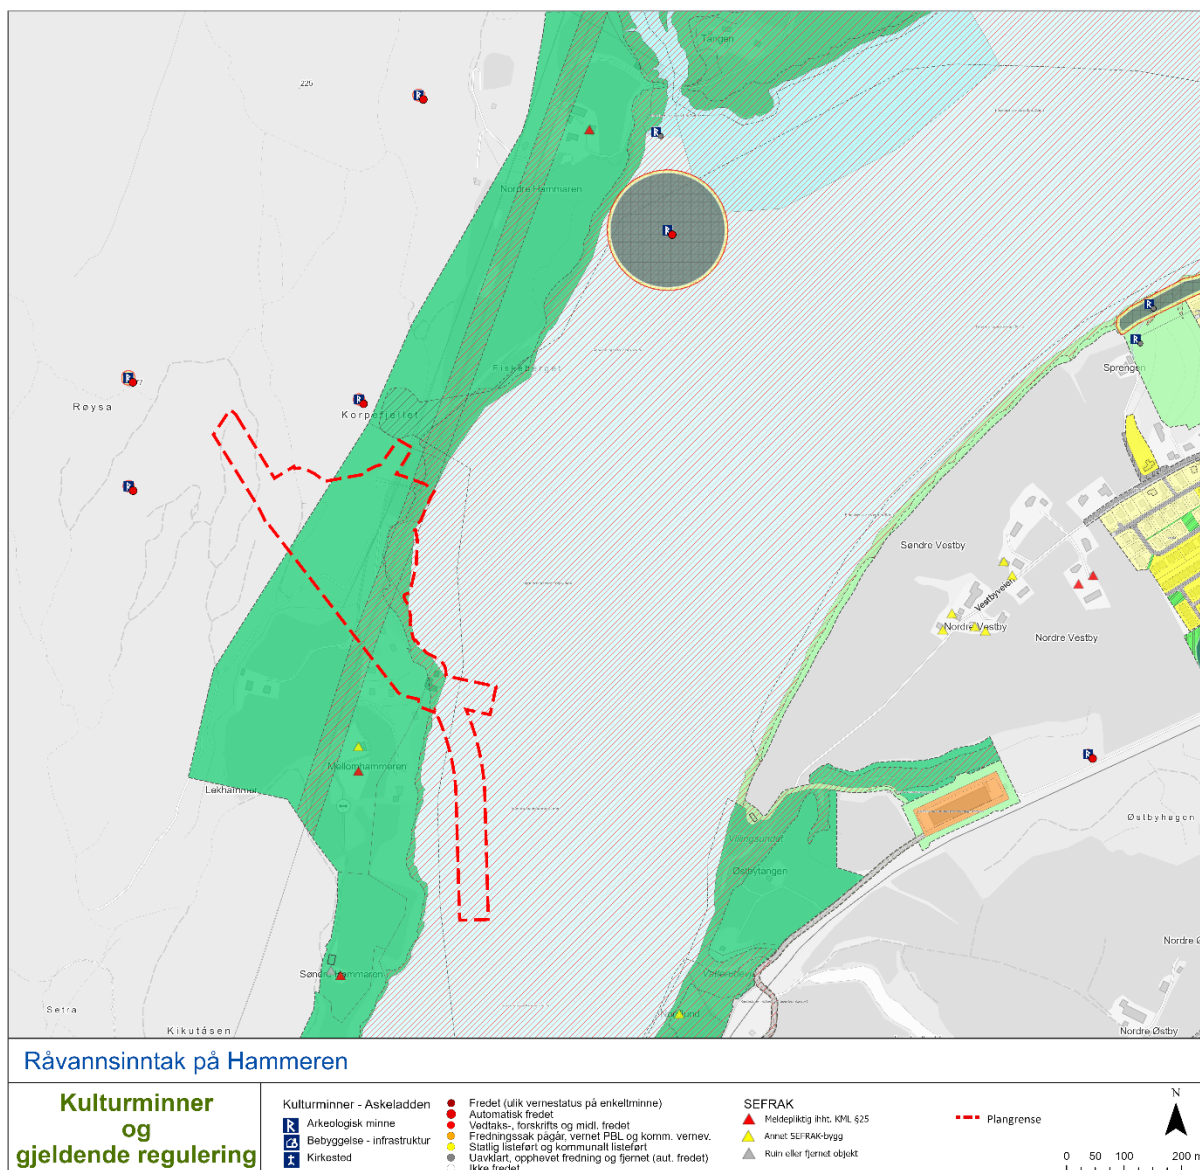 Tangen
225
Nordre Hammeren
Fiskeberget
Korpefjellet
Røysa
Sprengen
Søndre Vestby
Vestbyveien
Nordre Vestby
Nordre Vestby
Mellomhammeren
Løkhammer
Villingsundet
Østbytangen
Østbyhagen
Nordre Ø
Søndre Hammeren
Setra
Kikutåsen
Nordre Østby
Råvannsinntak på Hammeren
Kulturminner
og
gjeldende regulering
Kulturminner - Askeladden
Arkeologisk minne
Bebyggelse - infrastruktur
Kirkested
Fredet (ulik vernestatus på enkeltminne)
Automatisk fredet
Vedtaks-, forskrifts og midl. fredet
Fredningssak pågår, vernet PBL og komm. vernev.
Statlig listeført og kommunalt listeført
Uavklart, opphevet fredning og fjernet (aut. fredet)
Ikke fredet
SEFRAK
Meldepliktig ihht. KML §25
Annet SEFRAK-bygg
Ruin eller fjernet objekt
Plangrense
N
0 50 100 200 m